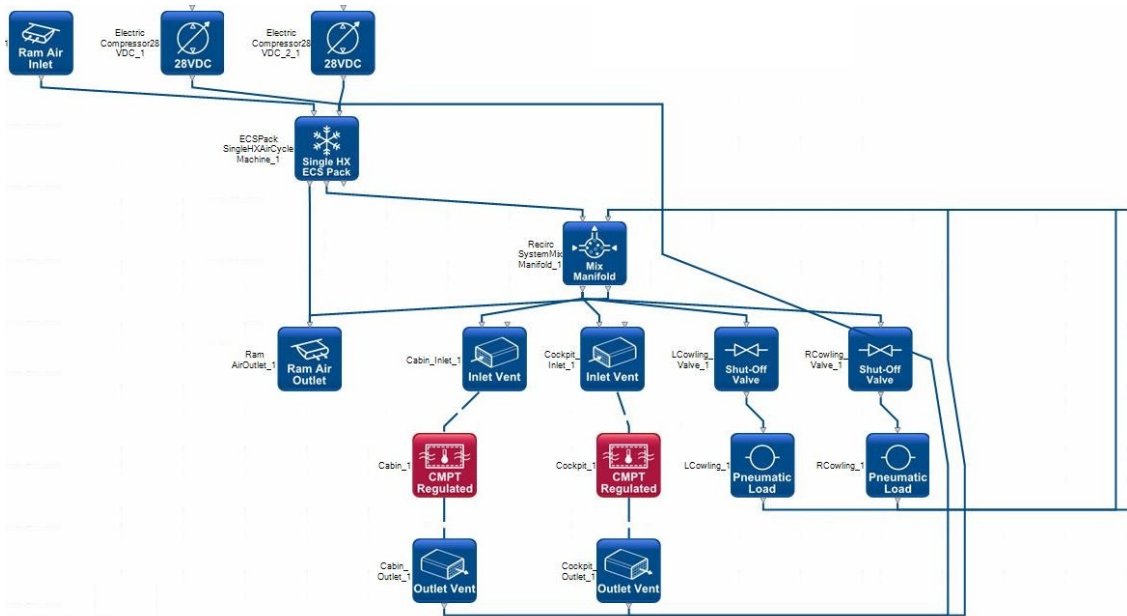 Ram Air
Inlet
Electric
Compressor28
VDC_1
28VDC
Electric
Compressor28
VDC_2_1
28VDC
ECSPack
SingleHXAirCycle
Machine_1
Single HX
ECS Pack
Recirc
SystemMix
Manifold_1
Mix
Manifold
Ram
AirOutlet_1
Ram Air
Outlet
Cabin_Inlet_1
Inlet Vent
Cockpit_
Inlet_1
Inlet Vent
LCowling_
Valve_1
Shut-Off
Valve
RCowling_
Valve_1
Shut-Off
Valve
Cabin_1
CMPT
Regulated
Cockpit_1
CMPT
Regulated
LCowling_1
Pneumatic
Load
RCowling_1
Pneumatic
Load
Cabin_
Outlet_1
Outlet Vent
Cockpit_
Outlet_1
Outlet Vent